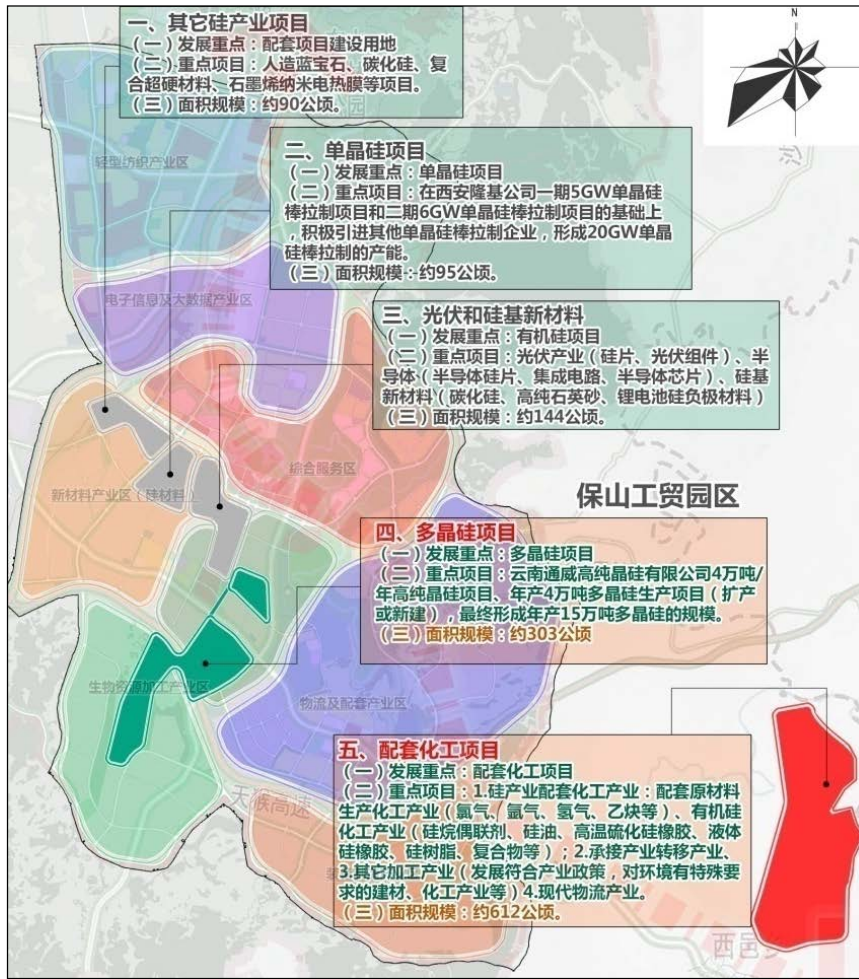 N
一、其它硅产业项目
（一）发展重点：配套项目建设用地
（二）重点项目：人造蓝宝石、碳化硅、复
合超硬材料、石墨烯纳米电热膜等项目。
（三）面积规模：约90公顷。
轻型纺织产业区
二、单晶硅项目
（一）发展重点：单晶硅项目
（二）重点项目：在西安隆基公司一期5GW单晶硅
棒拉制项目和二期6GW单晶硅棒拉制项目的基础上
，积极引进其他单晶硅棒拉制企业，形成20GW单晶
硅棒拉制的产能。
（三）面积规模：约95公顷。
电子信息及大数据产业区
三、光伏和硅基新材料
（一）发展重点：有机硅项目
（二）重点项目：光伏产业（硅片、光伏组件）、半
导体（半导体硅片、集成电路、半导体芯片）、硅基
新材料（碳化硅、高纯石英砂、锂电池硅负极材料）
（三）面积规模：约144公顷。
综合服务区
新材料产业区（硅材料）
保山工贸园区
四、多晶硅项目
（一）发展重点：多晶硅项目
（二）重点项目：云南通威高纯晶硅有限公司4万吨/
年高纯晶硅项目、年产4万吨多晶硅生产项目（扩产
或新建），最终形成年产15万吨多晶硅的规模。
（三）面积规模：约303公顷
生物资源加工产业区
物流及配套产业区
五、配套化工项目
（一）发展重点：配套化工项目
（二）重点项目：1.硅产业配套化工产业：配套原材料
生产化工产业（氯气、氩气、氢气、乙炔等）、有机硅
化工产业（硅烷偶联剂、硅油、高温硫化硅橡胶、液体
硅橡胶、硅树脂、复合物等）；2.承接产业转移产业、
3.其它加工产业（发展符合产业政策，对环境有特殊要
求的建材、化工产业等）4.现代物流产业。
（三）面积规模：约612公顷。
天猴高速
西邑